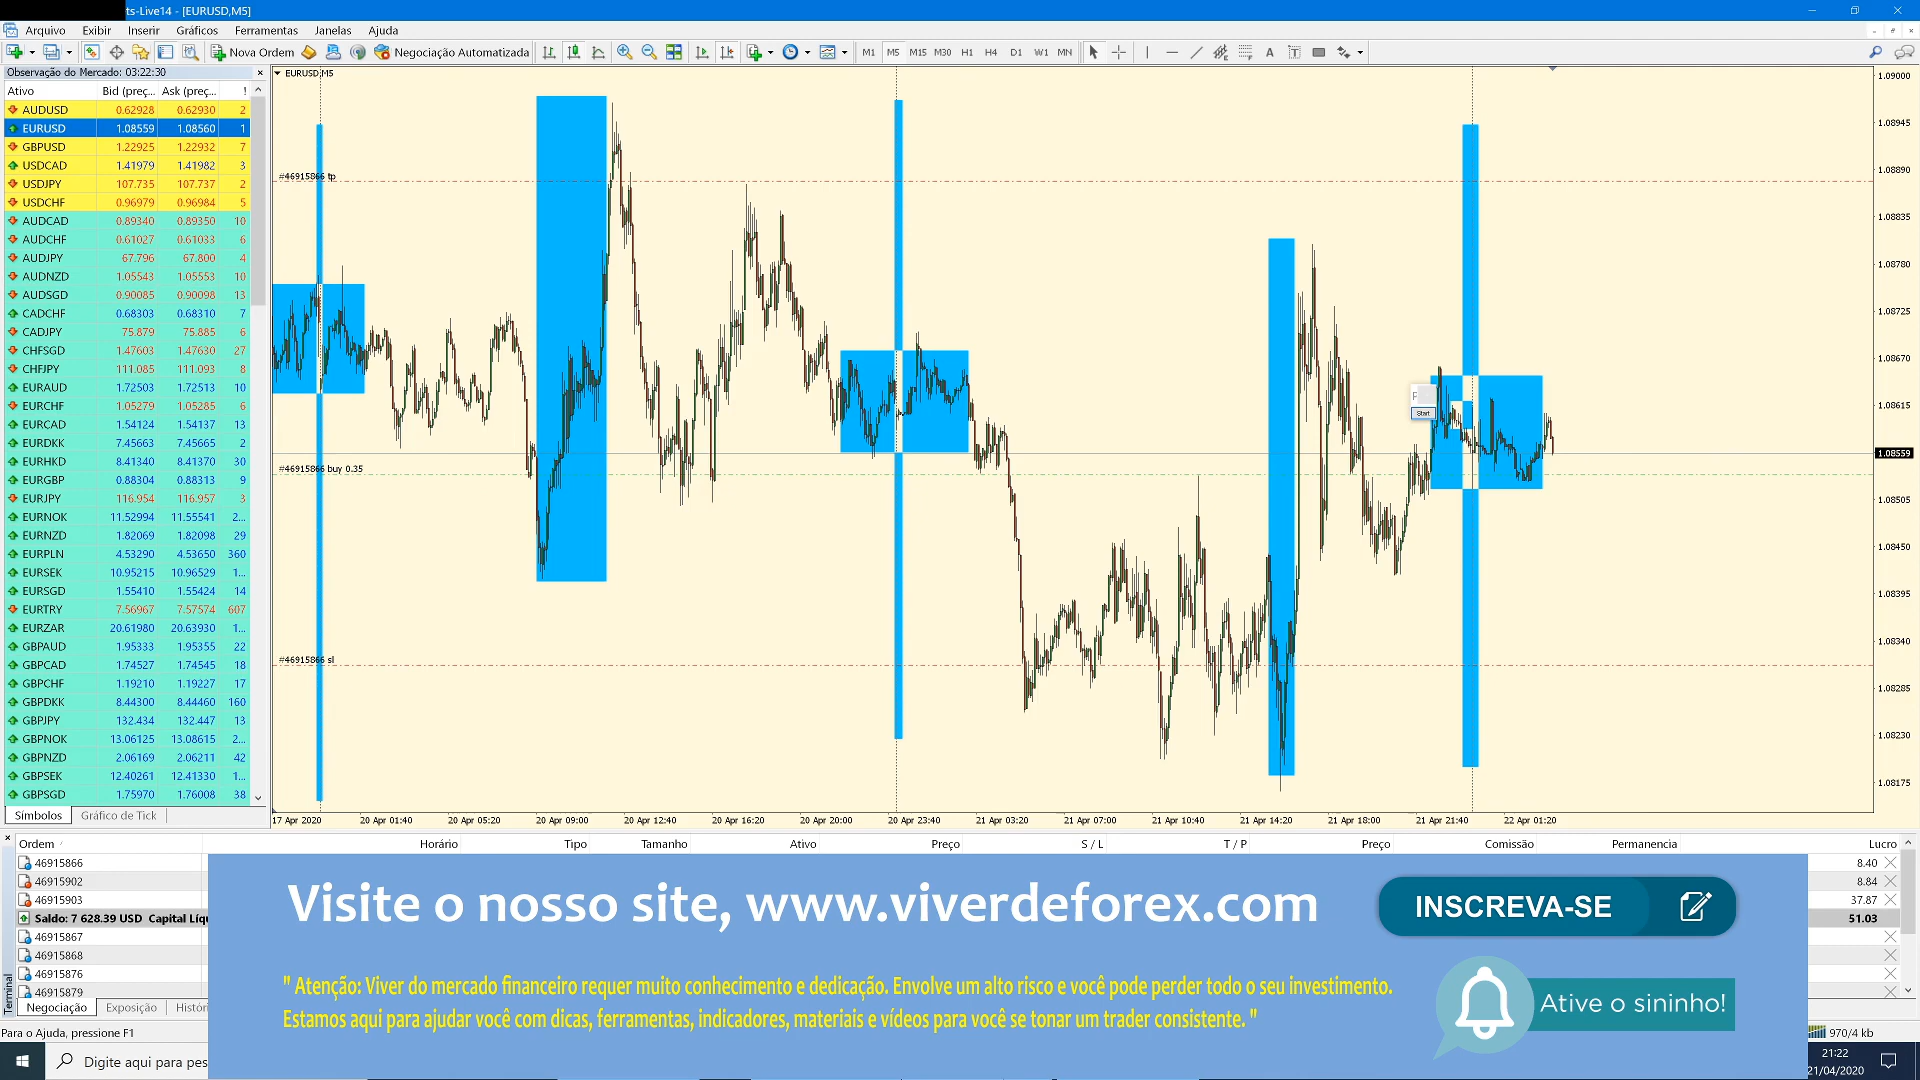 ts-Live14 - [EURUSD,M5]
Arquivo Exibir Inserir Gráficos Ferramentas Janelas Ajuda
Nova Ordem Negociação Automatizada M1 M5 M15 M30 H1 H4 D1 W1 MN A T
Observação do Mercado: 03:22:30
Ativo Bid (preç... Ask (preç... !
AUDUSD 0.62928 0.62930 2
EURUSD 1.08559 1.08560 1
GBPUSD 1.22925 1.22932 7
USDCAD 1.41979 1.41982 3
USDJPY 107.735 107.737 2
USDCHF 0.96979 0.96984 5
AUDCAD 0.89340 0.89350 10
AUDCHF 0.61027 0.61033 6
AUDJPY 67.796 67.800 4
AUDNZD 1.05543 1.05553 10
AUDSGD 0.90085 0.90098 13
CADCHF 0.68303 0.68310 7
CADJPY 75.879 75.885 6
CHFSGD 1.47603 1.47630 27
CHFJPY 111.085 111.093 8
EURAUD 1.72503 1.72513 10
EURCHF 1.05279 1.05285 6
EURCAD 1.54124 1.54137 13
EURDKK 7.45663 7.45665 2
EURHKD 8.41340 8.41370 30
EURGBP 0.88304 0.88313 9
EURJPY 116.954 116.957 3
EURNOK 11.52994 11.55541 2...
EURNZD 1.82069 1.82098 29
EURPLN 4.53290 4.53650 360
EURSEK 10.95215 10.96529 1...
EURSGD 1.55410 1.55424 14
EURTRY 7.56967 7.57574 607
EURZAR 20.61980 20.63930 1...
GBPAUD 1.95333 1.95355 22
GBPCAD 1.74527 1.74545 18
GBPCHF 1.19210 1.19227 17
GBPDKK 8.44300 8.44460 160
GBPJPY 132.434 132.447 13
GBPNOK 13.06125 13.08615 2...
GBPNZD 2.06169 2.06211 42
GBPSEK 12.40261 12.41330 1...
GBPSGD 1.75970 1.76008 38
Símbolos Gráfico de Tick
EURUSD,M5
#46915866 tp
#46915866 buy 0.35
#46915866 sl
Start
1.09000
1.08945
1.08890
1.08835
1.08780
1.08725
1.08670
1.08615
1.08559
1.08505
1.08450
1.08395
1.08340
1.08285
1.08230
1.08175
17 Apr 2020 20 Apr 01:40 20 Apr 05:20 20 Apr 09:00 20 Apr 12:40 20 Apr 16:20 20 Apr 20:00 20 Apr 23:40 21 Apr 03:20 21 Apr 07:00 21 Apr 10:40 21 Apr 14:20 21 Apr 18:00 21 Apr 21:40 22 Apr 01:20
Ordem Horário Tipo Tamanho Ativo Preço S / L T / P Preço Comissão Permanencia Lucro
46915866 8.40
46915902 8.84
46915903 37.87
Saldo: 7 628.39 USD Capital Líqu 51.03
46915867
46915868
46915876
46915879
Terminal
Negociação Exposição Histór
Visite o nosso site, www.viverdeforex.com
INSCREVA-SE
" Atenção: Viver do mercado financeiro requer muito conhecimento e dedicação. Envolve um alto risco e você pode perder todo o seu investimento.
Estamos aqui para ajudar você com dicas, ferramentas, indicadores, materiais e vídeos para você se tonar um trader consistente. "
Ative o sininho!
Para o Ajuda, pressione F1
970/4 kb
Digite aqui para pes
21:22
21/04/2020